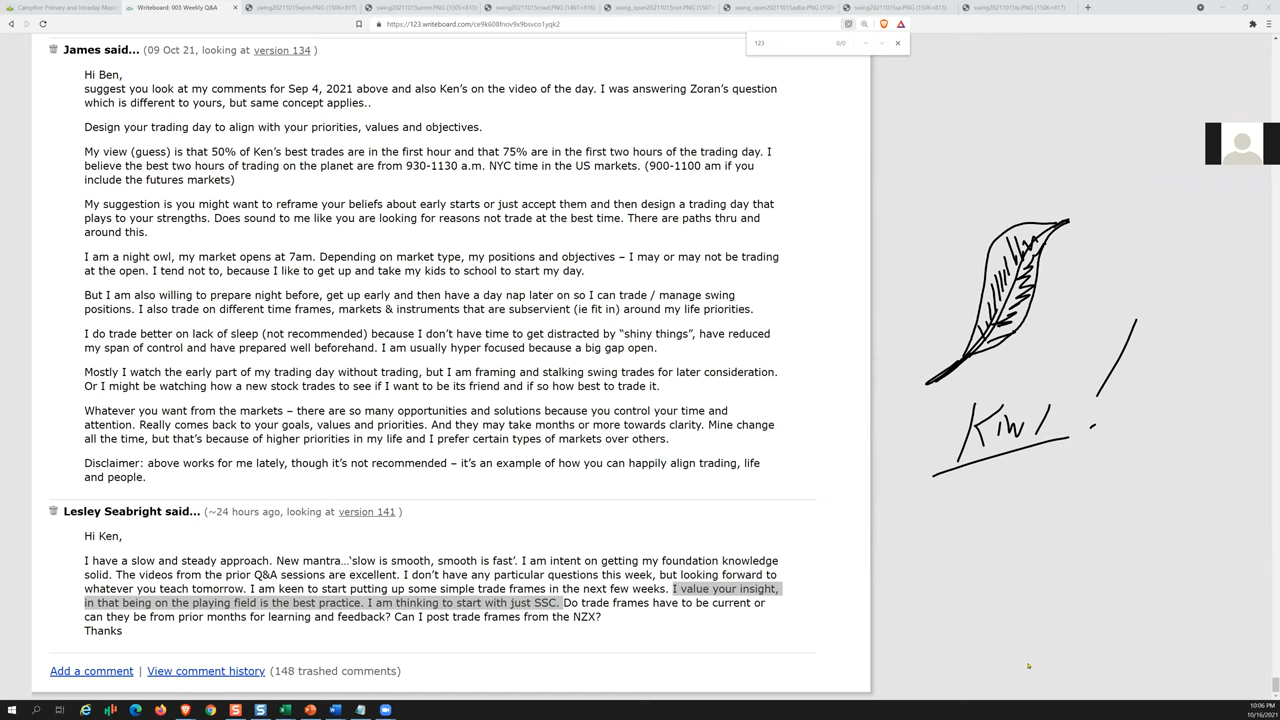 Campfire: Primary and Intraday Mast
Writeboard: 003 Weekly Q&A
https://123.writeboard.com/ce9k608fnov9x9bsvco1yqk2
123
0/0
James said... (09 Oct 21, looking at version 134)
Hi Ben,
suggest you look at my comments for Sep 4, 2021 above and also Ken's on the video of the day. I was answering Zoran's question
which is different to yours, but same concept applies..
Design your trading day to align with your priorities, values and objectives.
My view (guess) is that 50% of Ken's best trades are in the first hour and that 75% are in the first two hours of the trading day. I
believe the best two hours of trading on the planet are from 930-1130 a.m. NYC time in the US markets. (900-1100 am if you
include the futures markets)
My suggestion is you might want to reframe your beliefs about early starts or just accept them and then design a trading day that
plays to your strengths. Does sound to me like you are looking for reasons not trade at the best time. There are paths thru and
around this.
I am a night owl, my market opens at 7am. Depending on market type, my positions and objectives – I may or may not be trading
at the open. I tend not to, because I like to get up and take my kids to school to start my day.
But I am also willing to prepare night before, get up early and then have a day nap later on so I can trade / manage swing
positions. I also trade on different time frames, markets & instruments that are subservient (ie fit in) around my life priorities.
I do trade better on lack of sleep (not recommended) because I don't have time to get distracted by "shiny things", have reduced
my span of control and have prepared well beforehand. I am usually hyper focused because a big gap open.
Mostly I watch the early part of my trading day without trading, but I am framing and stalking swing trades for later consideration.
Or I might be watching how a new stock trades to see if I want to be its friend and if so how best to trade it.
Whatever you want from the markets – there are so many opportunities and solutions because you control your time and
attention. Really comes back to your goals, values and priorities. And they may take months or more towards clarity. Mine change
all the time, but that's because of higher priorities in my life and I prefer certain types of markets over others.
Disclaimer: above works for me lately, though it's not recommended – it's an example of how you can happily align trading, life
and people.
Lesley Seabright said... (~24 hours ago, looking at version 141 )
Hi Ken,
I have a slow and steady approach. New mantra...'slow is smooth, smooth is fast'. I am intent on getting my foundation knowledge
solid. The videos from the prior Q&A sessions are excellent. I don't have any particular questions this week, but looking forward to
whatever you teach tomorrow. I am keen to start putting up some simple trade frames in the next few weeks. I value your insight,
in that being on the playing field is the best practice. I am thinking to start with just SSC. Do trade frames have to be current or
can they be from prior months for learning and feedback? Can I post trade frames from the NZX?
Thanks
Add a comment | View comment history (148 trashed comments)
Kiwi !
10:06 PM
10/16/2021